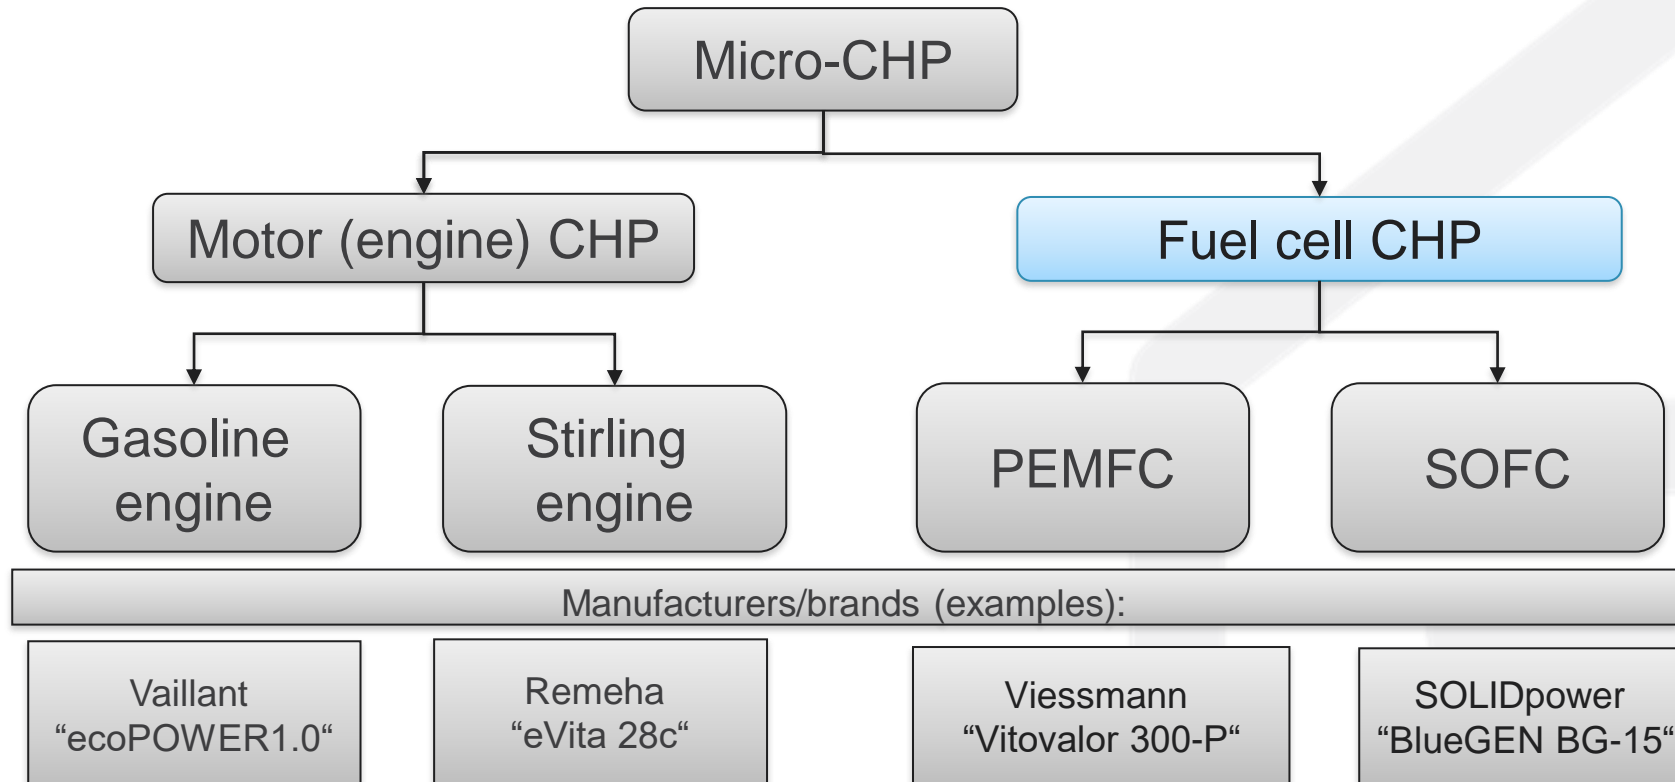 Micro-CHP
Motor (engine) CHP
Fuel cell CHP
Gasoline
engine
Stirling
engine
PEMFC
SOFC
Manufacturers/brands (examples):
Vaillant
“ecoPOWER1.0“
Remeha
“eVita 28c“
Viessmann
“Vitovalor 300-P“
SOLIDpower
“BlueGEN BG-15“